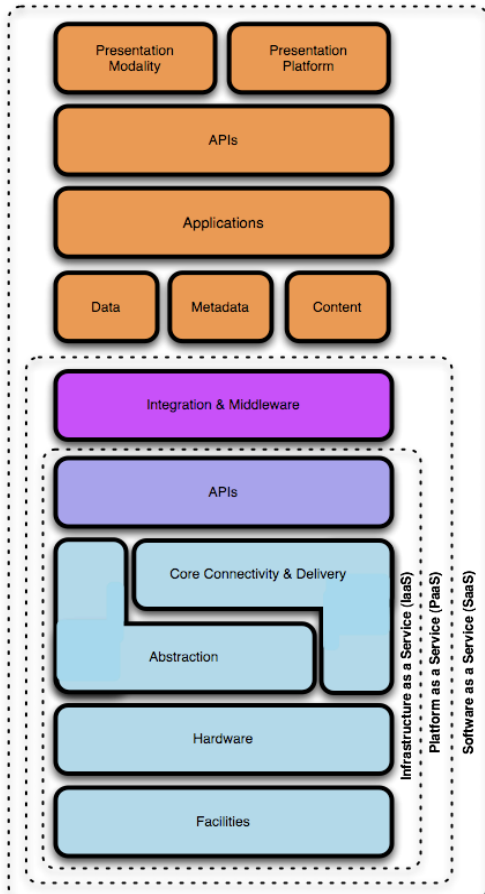 Presentation
Modality
Presentation
Platform
APIs
Applications
Data
Metadata
Content
Integration & Middleware
APIs
Core Connectivity & Delivery
Abstraction
Hardware
Facilities
Infrastructure as a Service (IaaS)
Platform as a Service (PaaS)
Software as a Service (SaaS)